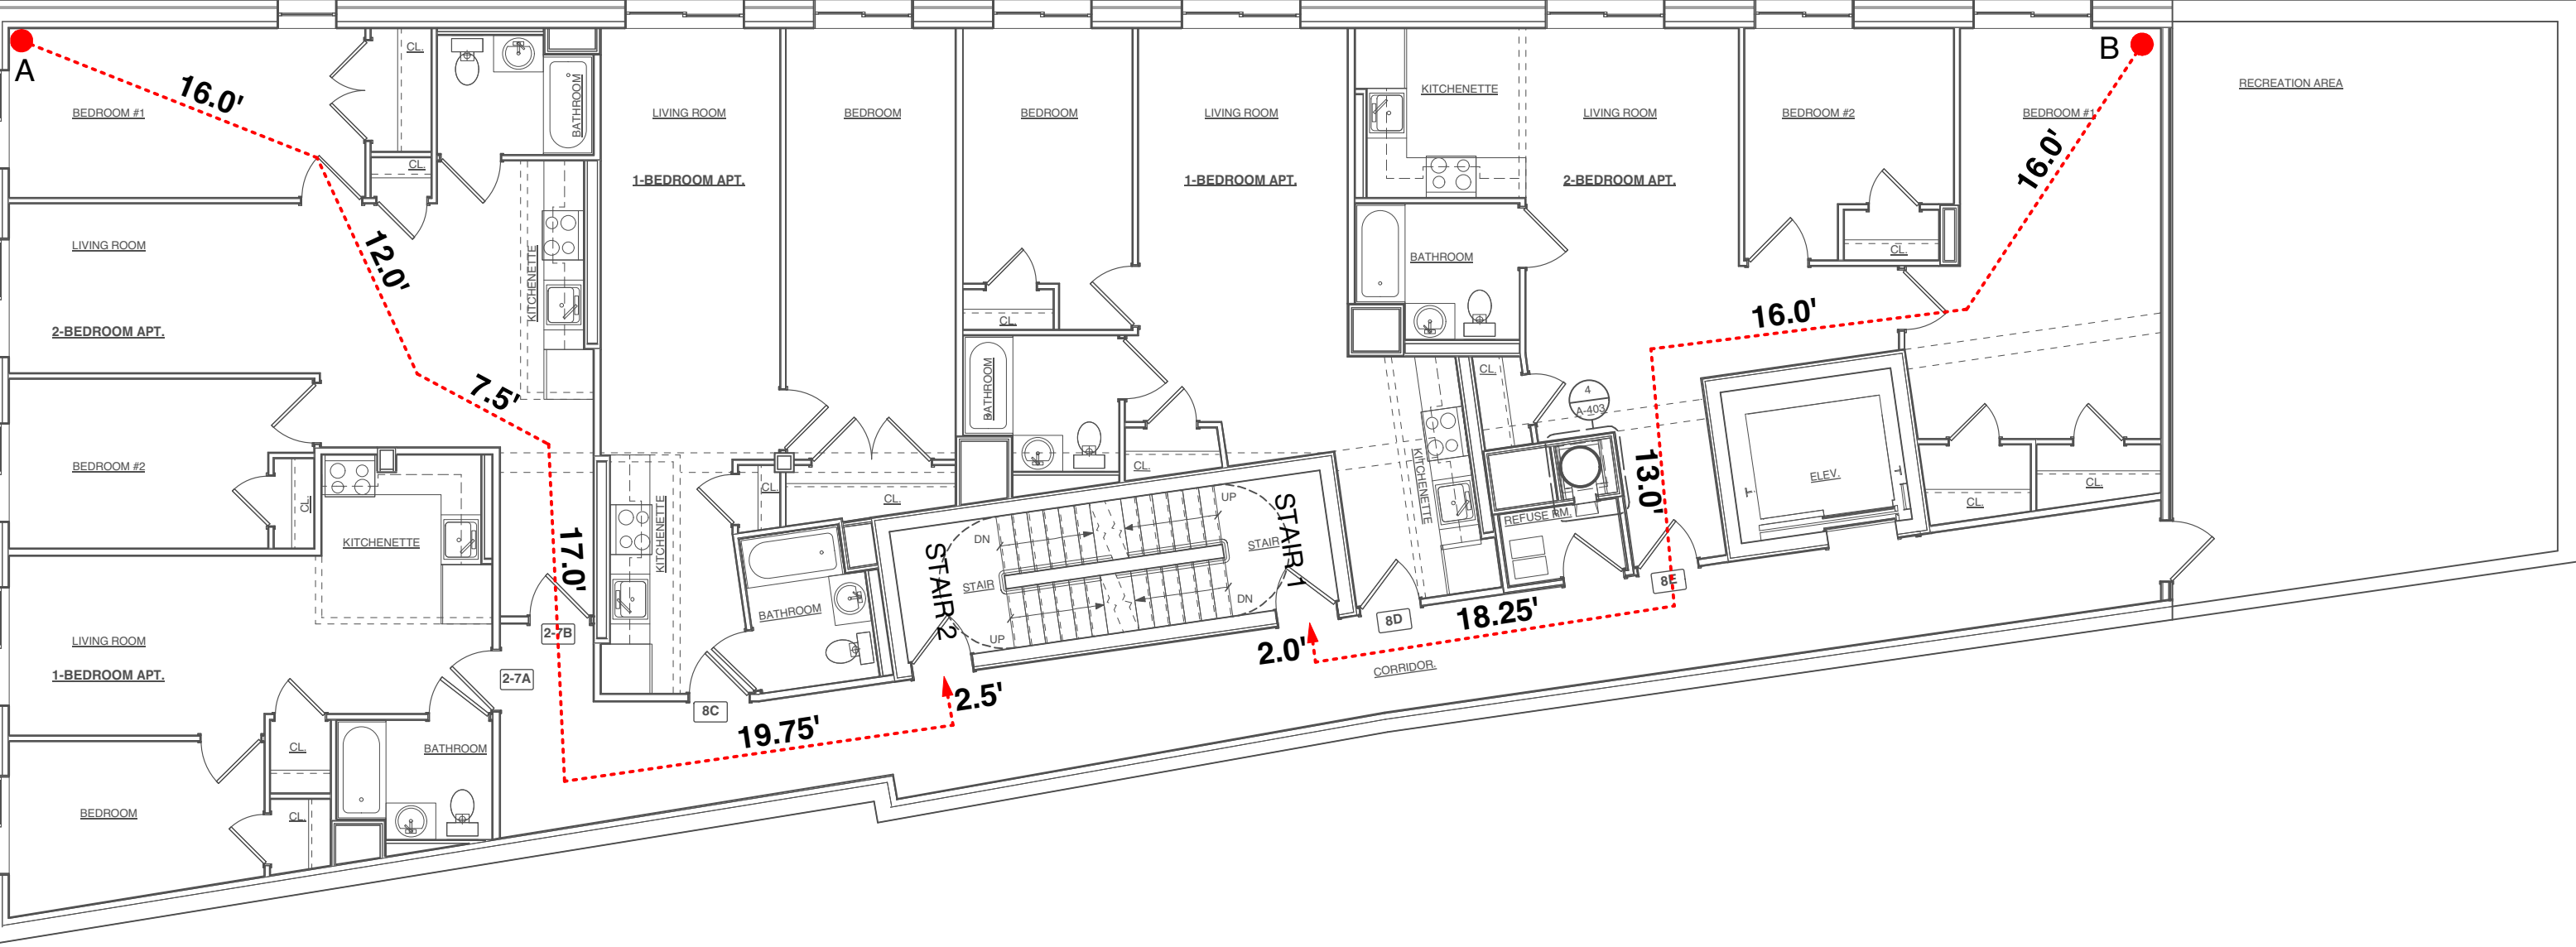 A
B
16.0'
BEDROOM #1
CL.
CL.
BATHROOM
LIVING ROOM
1-BEDROOM APT.
BEDROOM
BEDROOM
LIVING ROOM
1-BEDROOM APT.
KITCHENETTE
LIVING ROOM
2-BEDROOM APT.
BEDROOM #2
BEDROOM #1
RECREATION AREA
16.0'
LIVING ROOM
12.0'
KITCHENETTE
2-BEDROOM APT.
CL.
BATHROOM
CL.
16.0'
7.5'
BATHROOM
CL.
4
A-403
BEDROOM #2
CL.
KITCHENETTE
CL.
CL.
CL.
KITCHENETTE
13.0'
ELEV.
CL.
CL.
17.0'
KITCHENETTE
STAIR 2
DN
UP
STAIR
STAIR
STAIR 1
REFUSE RM.
BATHROOM
UP
DN
8E
8D
18.25'
2-7B
LIVING ROOM
1-BEDROOM APT.
2-7A
2.0'
CORRIDOR.
8C
2.5'
19.75'
CL.
BATHROOM
BEDROOM
CL.